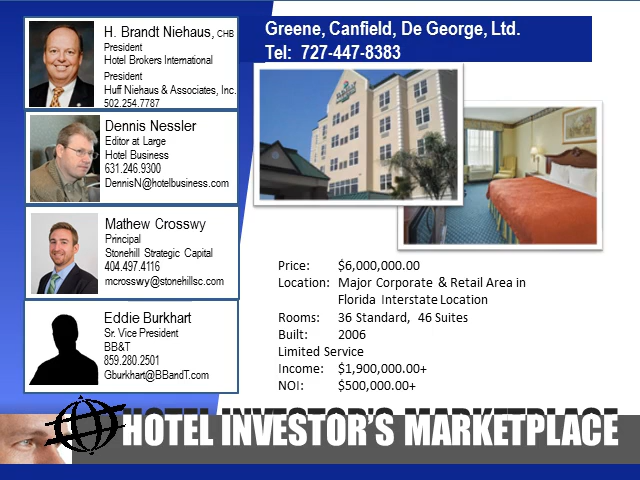 H. Brandt Niehaus, CHB
President
Hotel Brokers International
President
Huff Niehaus & Associates, Inc.
502.254.7787
Dennis Nessler
Editor at Large
Hotel Business
631.246.9300
DennisN@hotelbusiness.com
Mathew Crosswy
Principal
Stonehill Strategic Capital
404.497.4116
mcrosswy@stonehillsc.com
Eddie Burkhart
Sr. Vice President
BB&T
859.280.2501
Gburkhart@BBandT.com
Greene, Canfield, De George, Ltd.
Tel: 727-447-8383
Price: $6,000,000.00
Location: Major Corporate & Retail Area in
Florida Interstate Location
Rooms: 36 Standard, 46 Suites
Built: 2006
Limited Service
Income: $1,900,000.00+
NOI: $500,000.00+
HOTEL INVESTOR'S MARKETPLACE